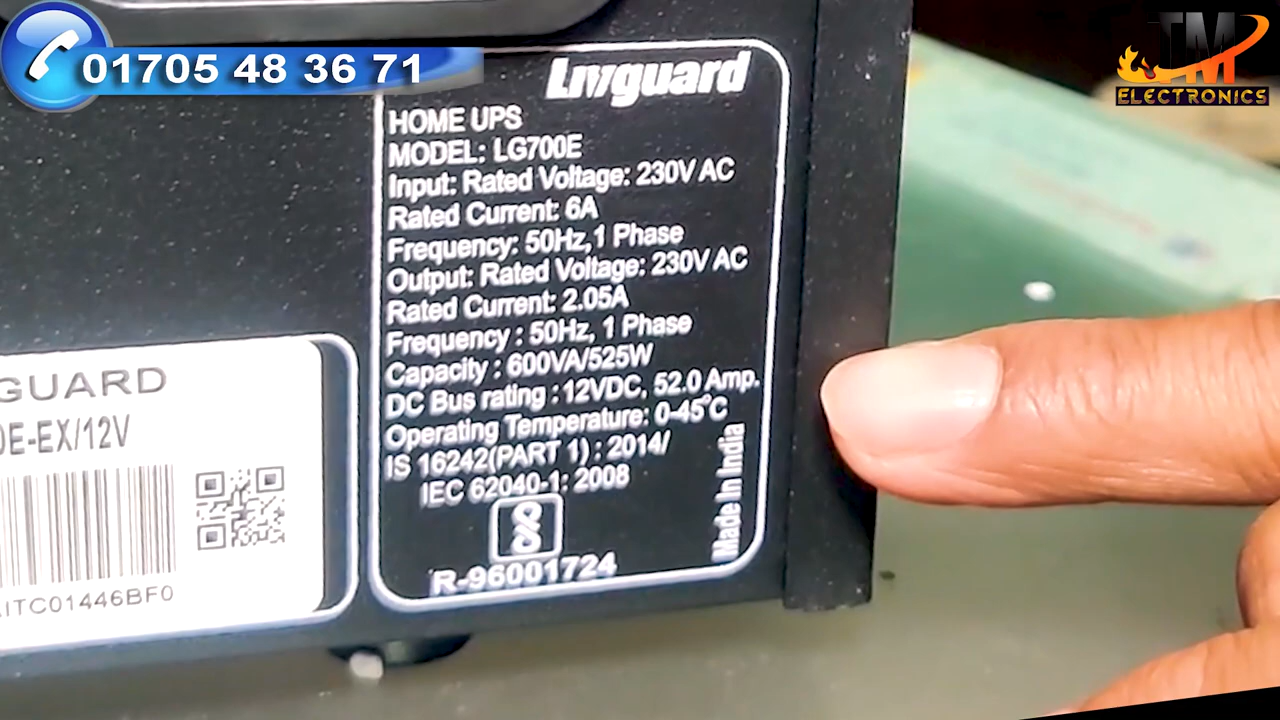 01705 48 36 71
TM
ELECTRONICS
Livguard
HOME UPS
MODEL: LG700E
Input: Rated Voltage: 230V AC
Rated Current: 6A
Frequency: 50Hz,1 Phase
Output: Rated Voltage: 230V AC
Rated Current: 2.05A
Frequency : 50Hz, 1 Phase
Capacity : 600VA/525W
DC Bus rating : 12VDC, 52.0 Amp.
Operating Temperature: 0-45°C
IS 16242(PART 1) : 2014/
IEC 62040-1: 2008
R-96001724
Made In India
GUARD
0E-EX/12V
ITC01446BF0